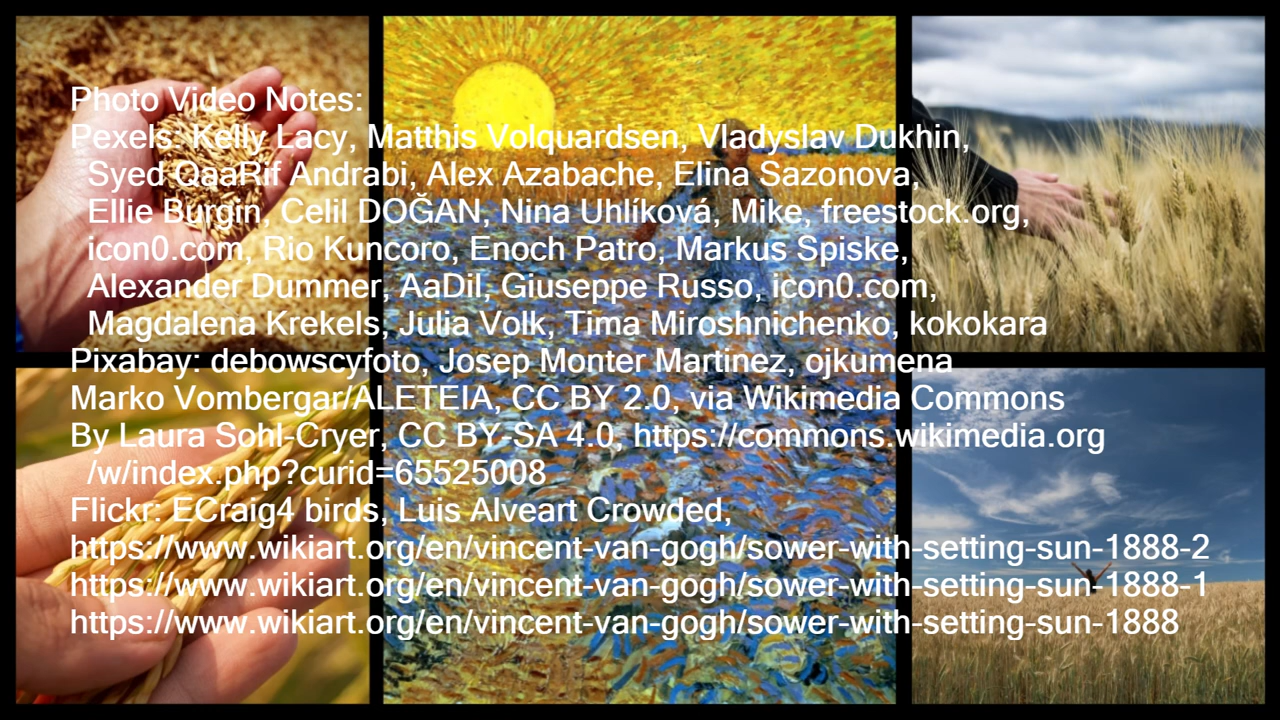 Photo Video Notes:
Pexels: Kelly Lacy, Matthis Volquardsen, Vladyslav Dukhin,
Syed QaaRif Andrabi, Alex Azabache, Elina Sazonova,
Ellie Burgin, Celil DOĞAN, Nina Uhlíková, Mike, freestock.org,
icon0.com, Rio Kuncoro, Enoch Patro, Markus Spiske,
Alexander Dummer, AaDil, Giuseppe Russo, icon0.com,
Magdalena Krekels, Julia Volk, Tima Miroshnichenko, kokokara
Pixabay: debowscyfoto, Josep Monter Martinez, ojkumena
Marko Vombergar/ALETEIA, CC BY 2.0, via Wikimedia Commons
By Laura Sohl-Cryer, CC BY-SA 4.0, https://commons.wikimedia.org
/w/index.php?curid=65525008
Flickr: ECraig4 birds, Luis Alveart Crowded,
https://www.wikiart.org/en/vincent-van-gogh/sower-with-setting-sun-1888-2
https://www.wikiart.org/en/vincent-van-gogh/sower-with-setting-sun-1888-1
https://www.wikiart.org/en/vincent-van-gogh/sower-with-setting-sun-1888